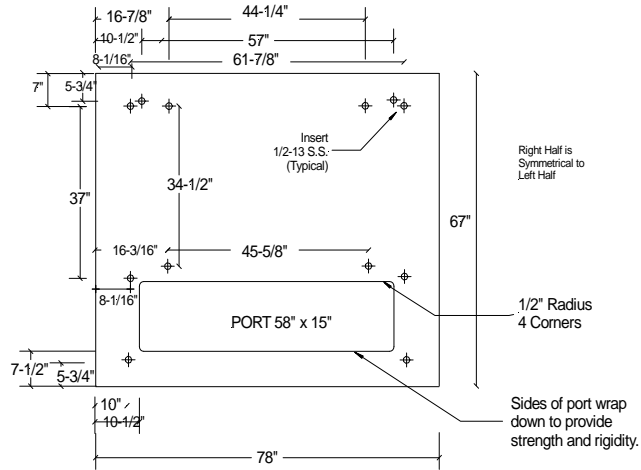 16-7/8"
44-1/4"
10-1/2"
57"
8-1/16"
61-7/8"
7"
5-3/4"
Insert
1/2-13 S.S.
(Typical)
Right Half is
Symmetrical to
Left Half
37"
34-1/2"
67"
16-3/16"
45-5/8"
8-1/16"
1/2" Radius
4 Corners
PORT 58" x 15"
7-1/2"
5-3/4"
10"
10-1/2"
Sides of port wrap
down to provide
strength and rigidity.
78"